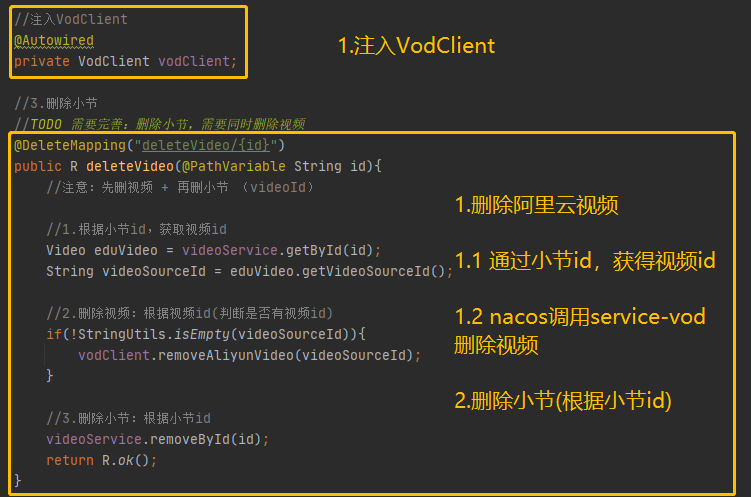 //注入VodClient
@Autowired
private VodClient vodClient;
1.注入VodClient
//3.删除小节
//TODO 需要完善：删除小节，需要同时删除视频
@DeleteMapping("deleteVideo/{id}")
public R deleteVideo(@PathVariable String id){
//注意：先删视频 + 再删小节 （videoId）
//1.根据小节id，获取视频id
Video eduVideo = videoService.getById(id);
String videoSourceId = eduVideo.getVideoSourceId();
//2.删除视频：根据视频id(判断是否有视频id)
if(!StringUtils.isEmpty(videoSourceId)){
vodClient.removeAliyunVideo(videoSourceId);
}
//3.删除小节：根据小节id
videoService.removeById(id);
return R.ok();
}
1.删除阿里云视频
1.1 通过小节id，获得视频id
1.2 nacos调用service-vod
删除视频
2.删除小节(根据小节id)